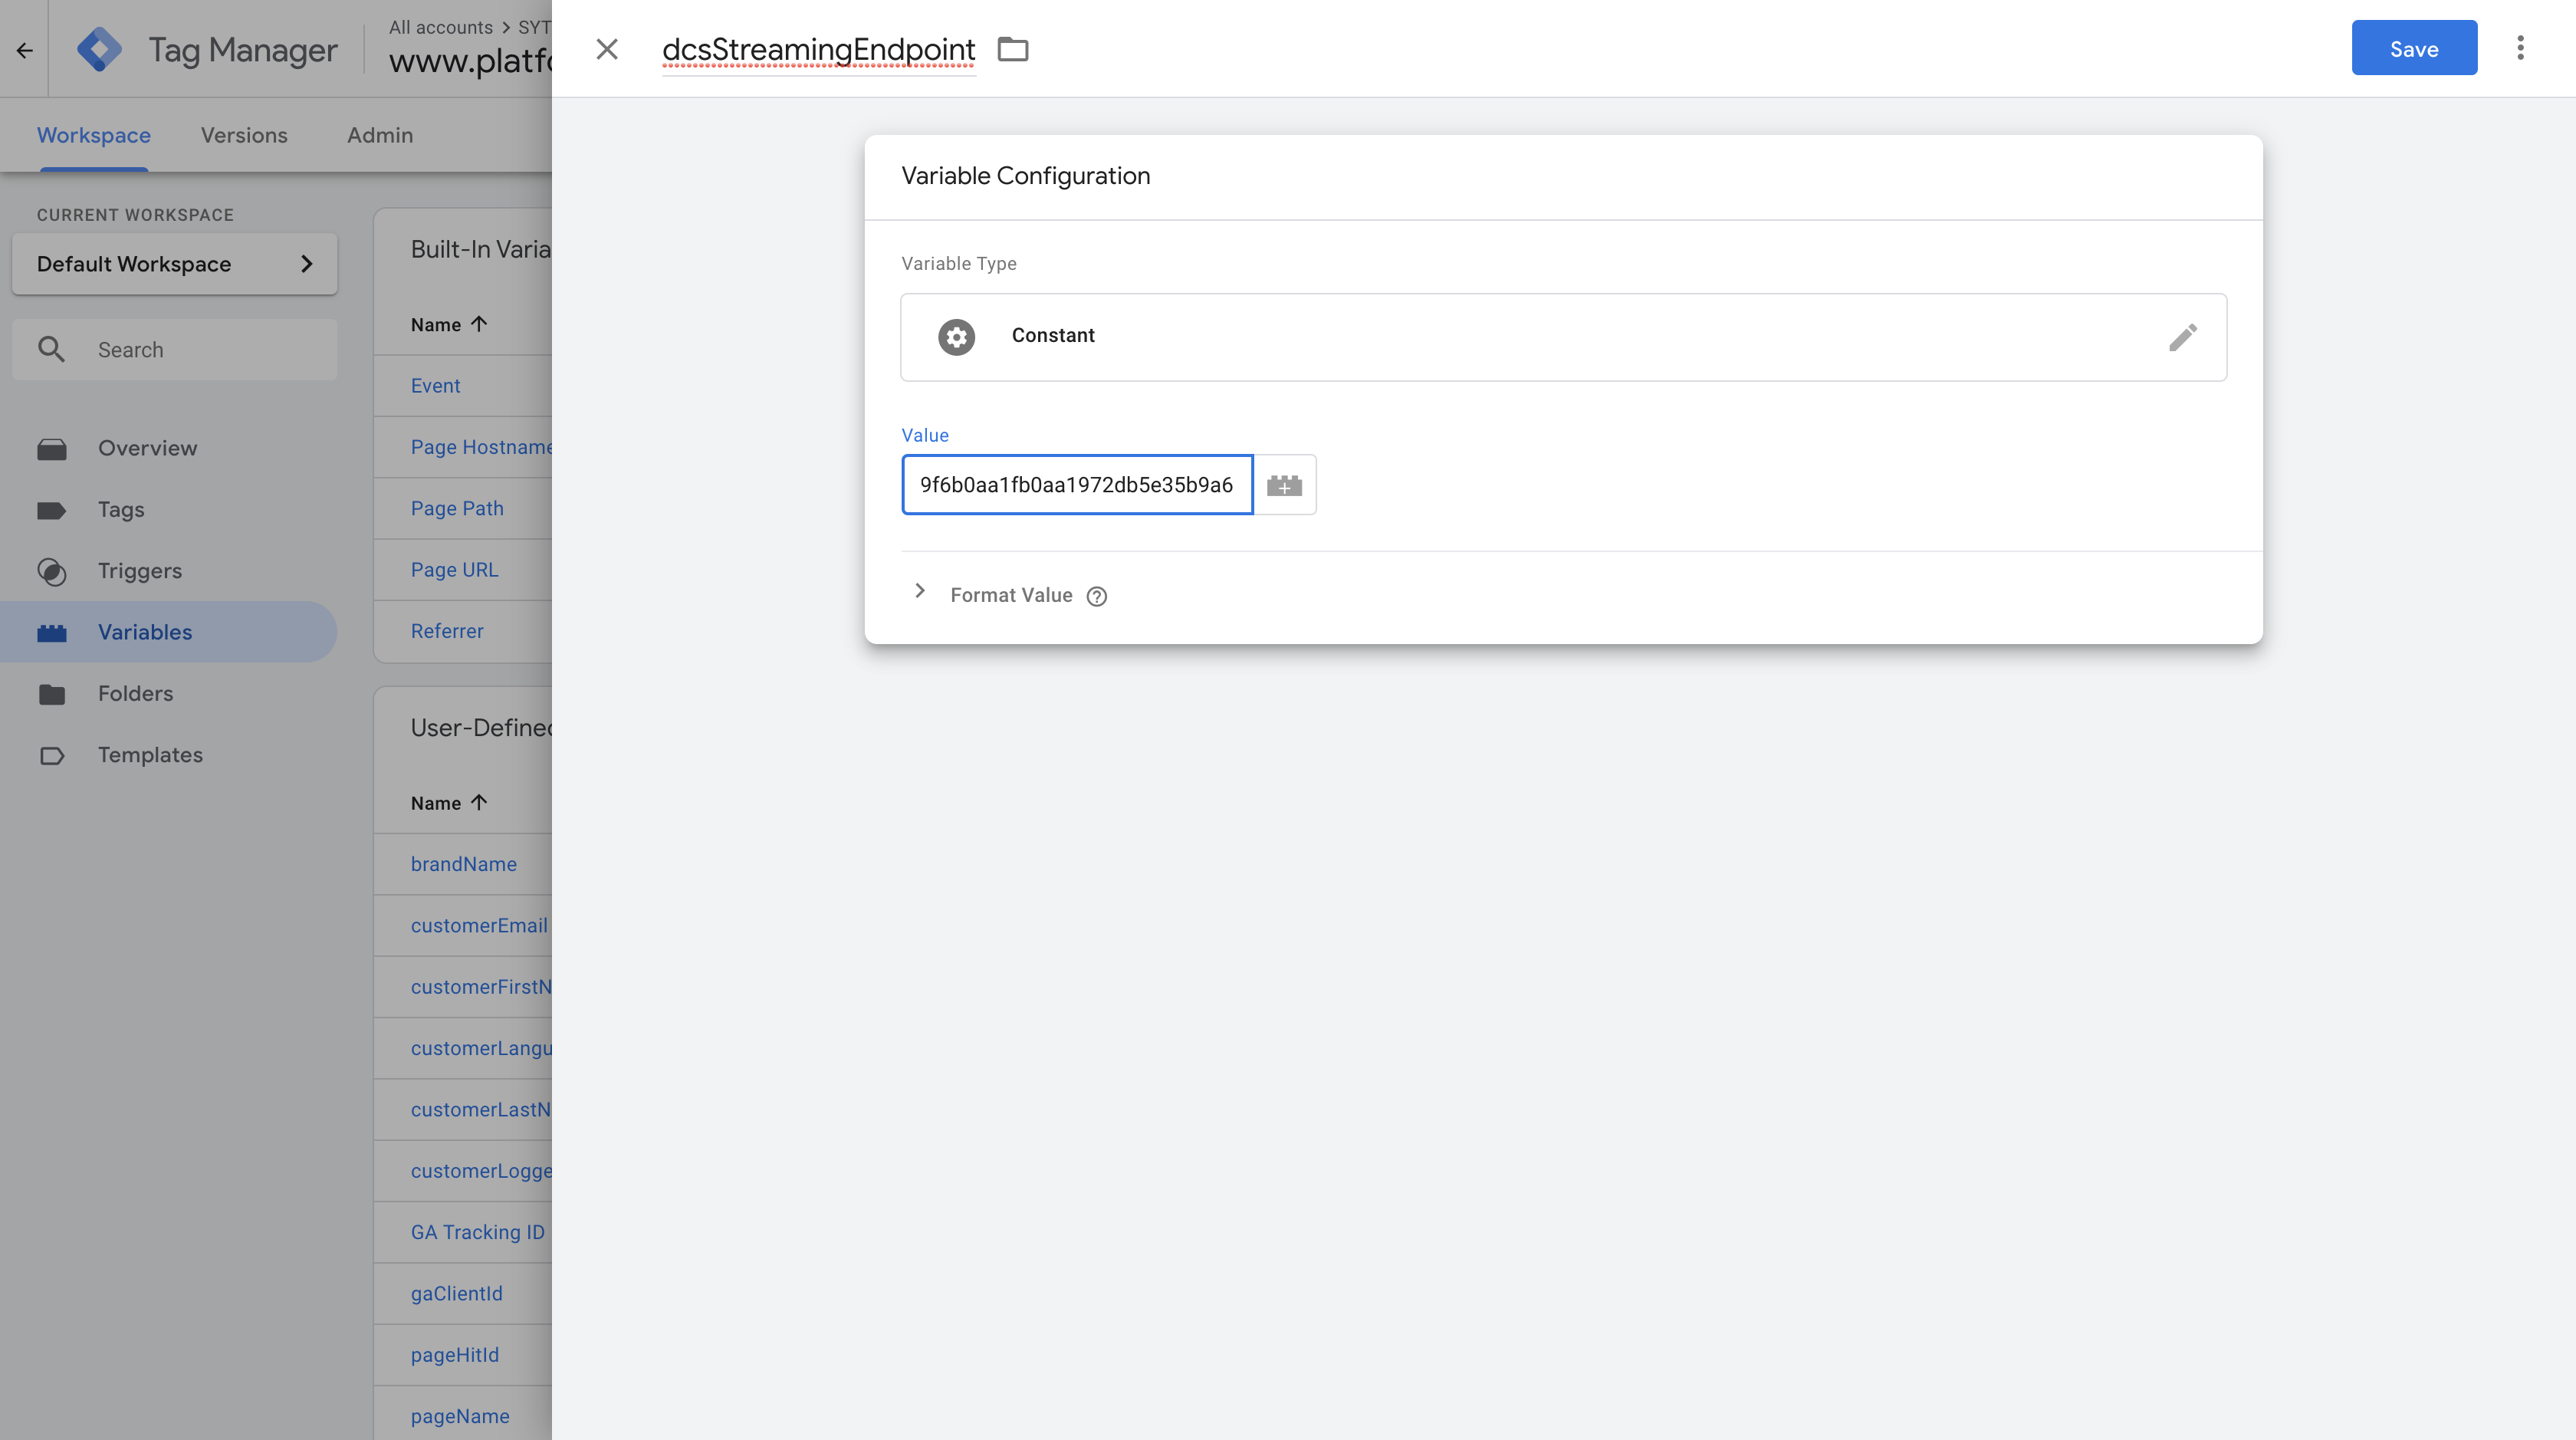 Tag Manager
All accounts > SYT
www.platfo
Workspace
Versions
Admin
CURRENT WORKSPACE
Default Workspace
Search
Overview
Tags
Triggers
Variables
Folders
Templates
Built-In Varia
Name
Event
Page Hostname
Page Path
Page URL
Referrer
User-Defined
Name
brandName
customerEmail
customerFirstN
customerLangu
customerLastN
customerLogge
GA Tracking ID
gaClientId
pageHitId
pageName
dcsStreamingEndpoint
Save
Variable Configuration
Variable Type
Constant
Value
9f6b0aa1fb0aa1972db5e35b9a6
Format Value